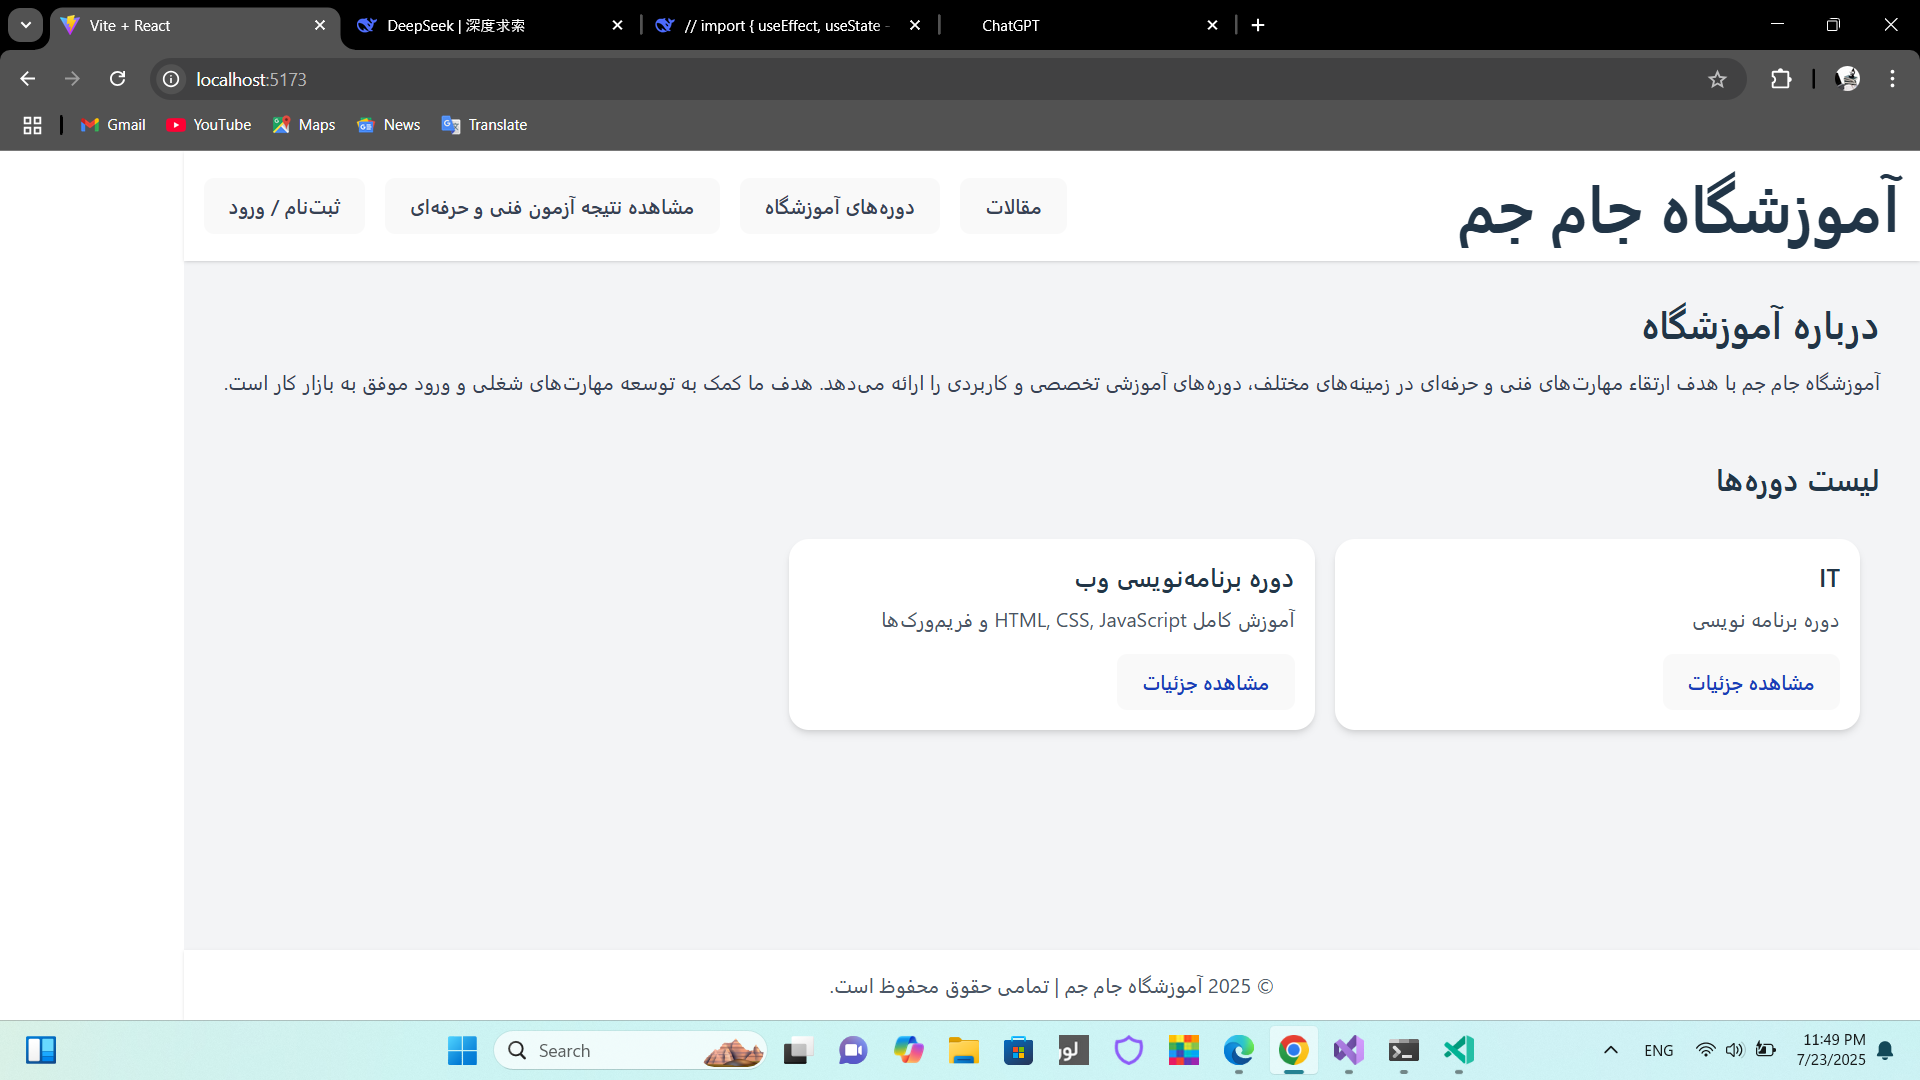 Vite + React
DeepSeek | 深度求索
// import { useEffect, useState -
ChatGPT
localhost:5173
Gmail
YouTube
Maps
News
Translate
آموزشگاه جام جم
مقالات
دوره‌های آموزشگاه
مشاهده نتیجه آزمون فنی و حرفه‌ای
ثبت‌نام / ورود
درباره آموزشگاه
آموزشگاه جام جم با هدف ارتقاء مهارت‌های فنی و حرفه‌ای در زمینه‌های مختلف، دوره‌های آموزشی تخصصی و کاربردی را ارائه می‌دهد. هدف ما کمک به توسعه مهارت‌های شغلی و ورود موفق به بازار کار است.
لیست دوره‌ها
IT
دوره برنامه نویسی
مشاهده جزئیات
دوره برنامه‌نویسی وب
آموزش کامل HTML, CSS, JavaScript و فریم‌ورک‌ها
مشاهده جزئیات
© 2025 آموزشگاه جام جم | تمامی حقوق محفوظ است.
Search
ENG
11:49 PM
7/23/2025